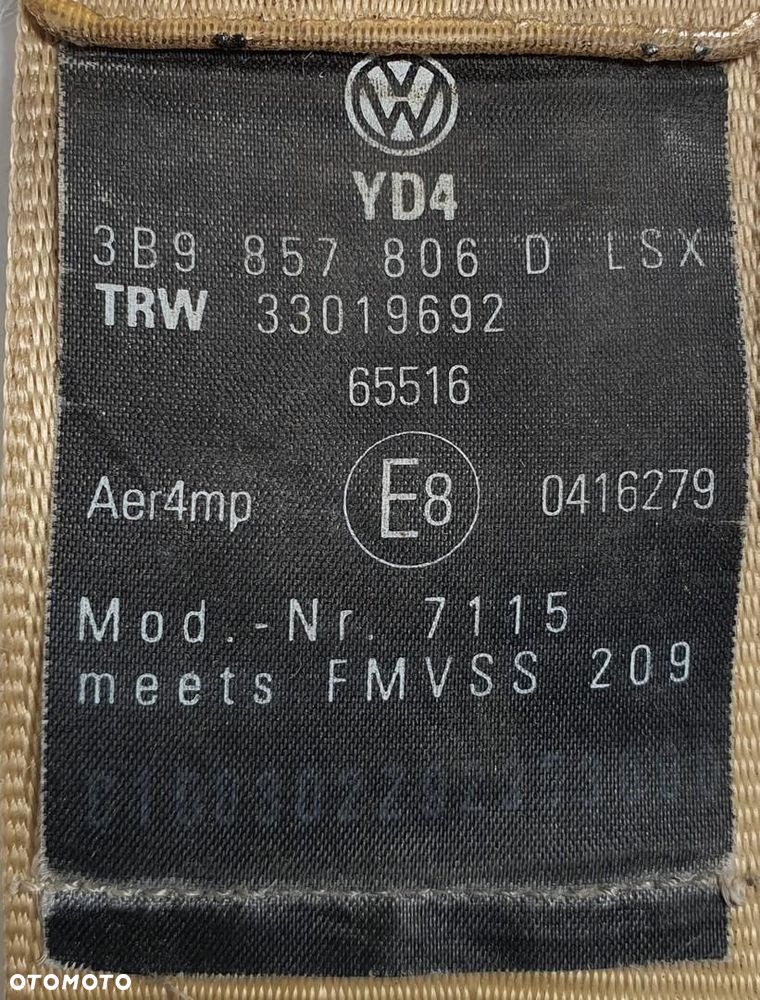 YD4
3B9 857 806 D LSX
TRW 33019692
65516
Aer4mp E8 0416279
Mod.-Nr. 7115
meets FMVSS 209
OTOMOTO